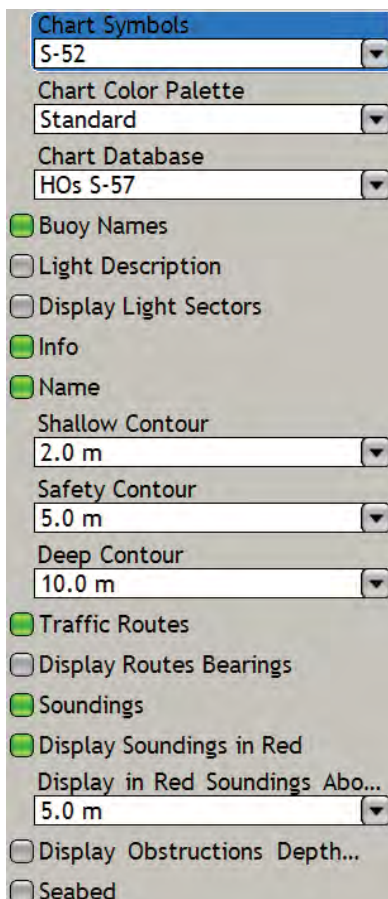 Chart Symbols
S-52
Chart Color Palette
Standard
Chart Database
HOs S-57
Buoy Names
Light Description
Display Light Sectors
Info
Name
Shallow Contour
2.0 m
Safety Contour
5.0 m
Deep Contour
10.0 m
Traffic Routes
Display Routes Bearings
Soundings
Display Soundings in Red
Display in Red Soundings Abo...
5.0 m
Display Obstructions Depth...
Seabed